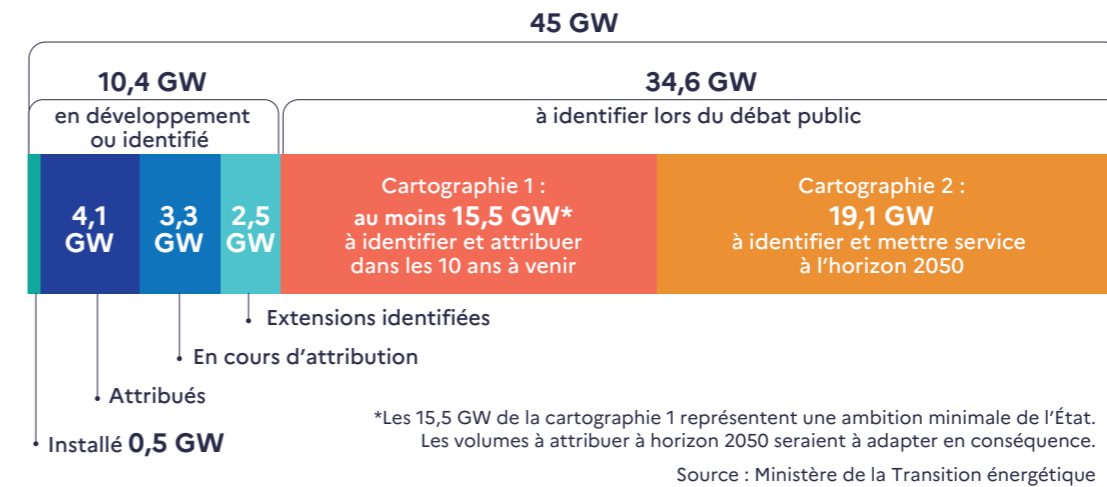 45 GW
10,4 GW
en développement
ou identifié
34,6 GW
à identifier lors du débat public
4,1
GW
3,3
GW
2,5
GW
Cartographie 1 :
au moins 15,5 GW*
à identifier et attribuer
dans les 10 ans à venir
Cartographie 2 :
19,1 GW
à identifier et mettre service
à l'horizon 2050
Extensions identifiées
En cours d'attribution
Attribués
Installé 0,5 GW
*Les 15,5 GW de la cartographie 1 représentent une ambition minimale de l'État.
Les volumes à attribuer à horizon 2050 seraient à adapter en conséquence.
Source : Ministère de la Transition énergétique